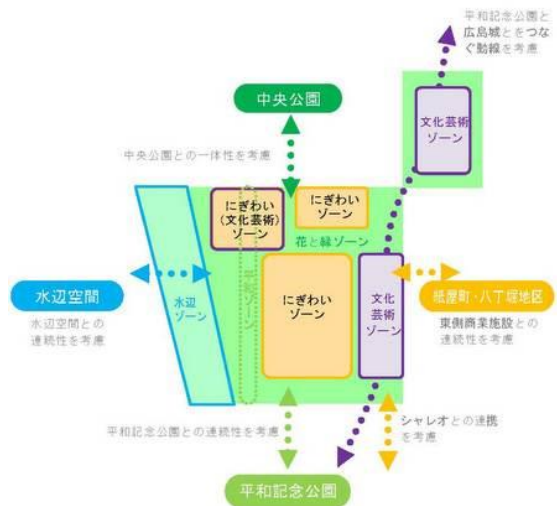 平和記念公園と
広島城とをつな
ぐ動線を考慮
中央公園
文化芸術
ゾーン
中央公園との一体性を考慮
にぎわい
(文化芸術)
ゾーン
にぎわい
ゾーン
花と緑ゾーン
水辺空間
水辺
ゾーン
平和ゾーン
にぎわい
ゾーン
文化
芸術
ゾーン
紙屋町・八丁堀地区
水辺空間との
連続性を考慮
東側商業施設との
連続性を考慮
平和記念公園との連続性を考慮
シャレオとの連携
を考慮
平和記念公園